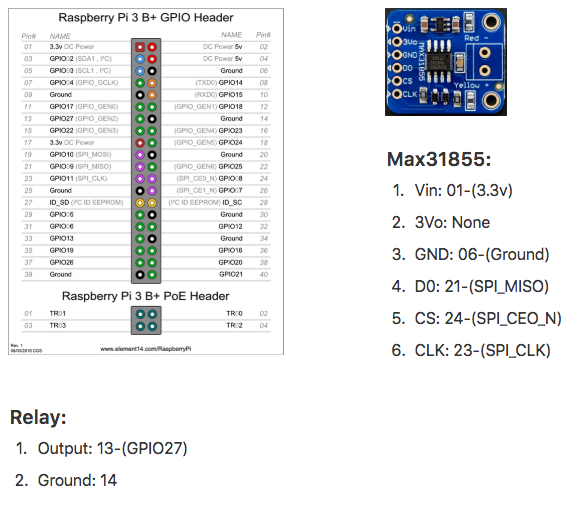 Raspberry Pi 3 B+ GPIO Header
Pin# NAME NAME Pin#
01 3.3v DC Power DC Power 5v 02
03 GPIO02 (SDA1 , I²C) DC Power 5v 04
05 GPIO03 (SCL1 , I²C) Ground 06
07 GPIO04 (GPIO_GCLK) (TXD0) GPIO14 08
09 Ground (RXD0) GPIO15 10
11 GPIO17 (GPIO_GEN0) (GPIO_GEN1) GPIO18 12
13 GPIO27 (GPIO_GEN2) Ground 14
15 GPIO22 (GPIO_GEN3) (GPIO_GEN4) GPIO23 16
17 3.3v DC Power (GPIO_GEN5) GPIO24 18
19 GPIO10 (SPI_MOSI) Ground 20
21 GPIO09 (SPI_MISO) (GPIO_GEN6) GPIO25 22
23 GPIO11 (SPI_CLK) (SPI_CE0_N) GPIO08 24
25 Ground (SPI_CE1_N) GPIO07 26
27 ID_SD (I²C ID EEPROM) (I²C ID EEPROM) ID_SC 28
29 GPIO05 Ground 30
31 GPIO06 GPIO12 32
33 GPIO13 Ground 34
35 GPIO19 GPIO16 36
37 GPIO26 GPIO20 38
39 Ground GPIO21 40
Raspberry Pi 3 B+ PoE Header
01 TR01 TR00 02
03 TR03 TR02 04
Rev. 1
08/03/2018 CGS
www.element14.com/RaspberryPi
Vin
3Vo
GND
DO
CS
CLK
MAX31855
Red -
Yellow +
Max31855:
1. Vin: 01-(3.3v)
2. 3Vo: None
3. GND: 06-(Ground)
4. D0: 21-(SPI_MISO)
5. CS: 24-(SPI_CEO_N)
6. CLK: 23-(SPI_CLK)
Relay:
1. Output: 13-(GPIO27)
2. Ground: 14